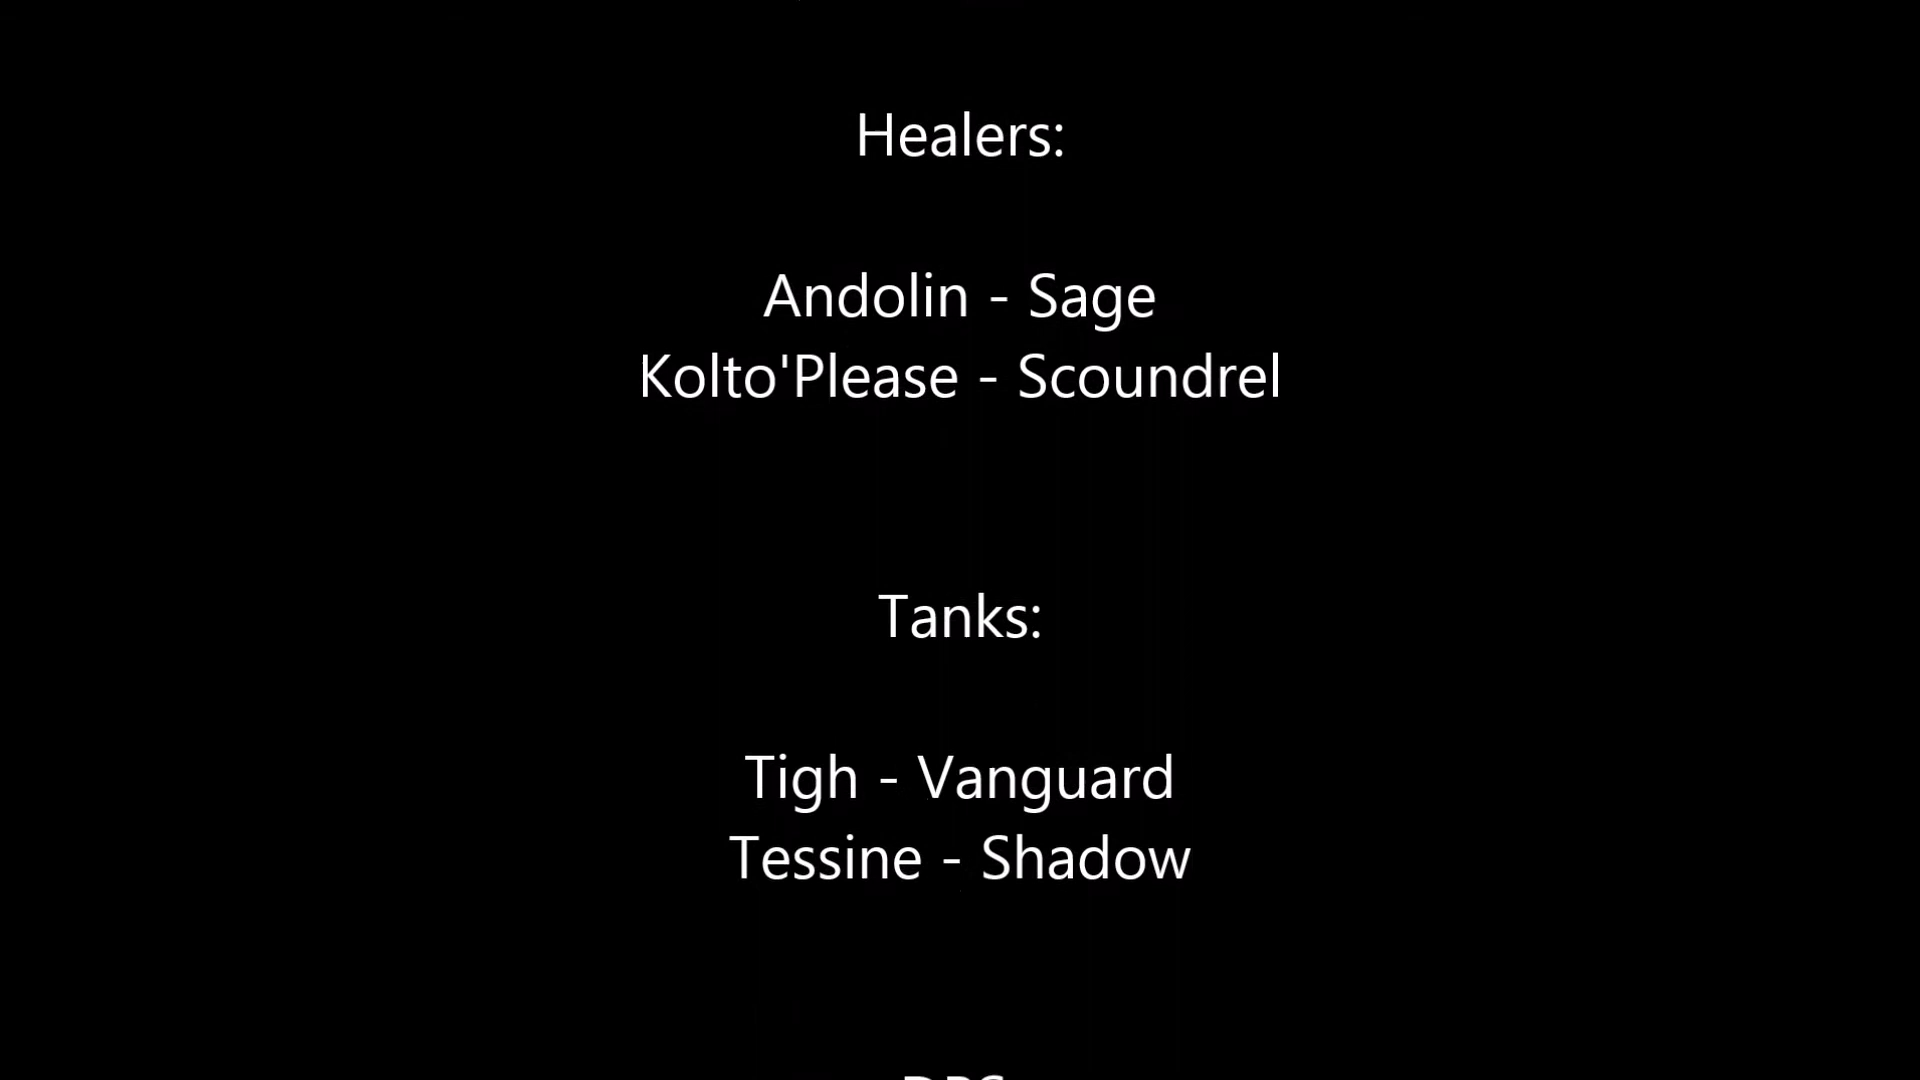 Healers:
Andolin - Sage
Kolto'Please - Scoundrel
Tanks:
Tigh - Vanguard
Tessine - Shadow